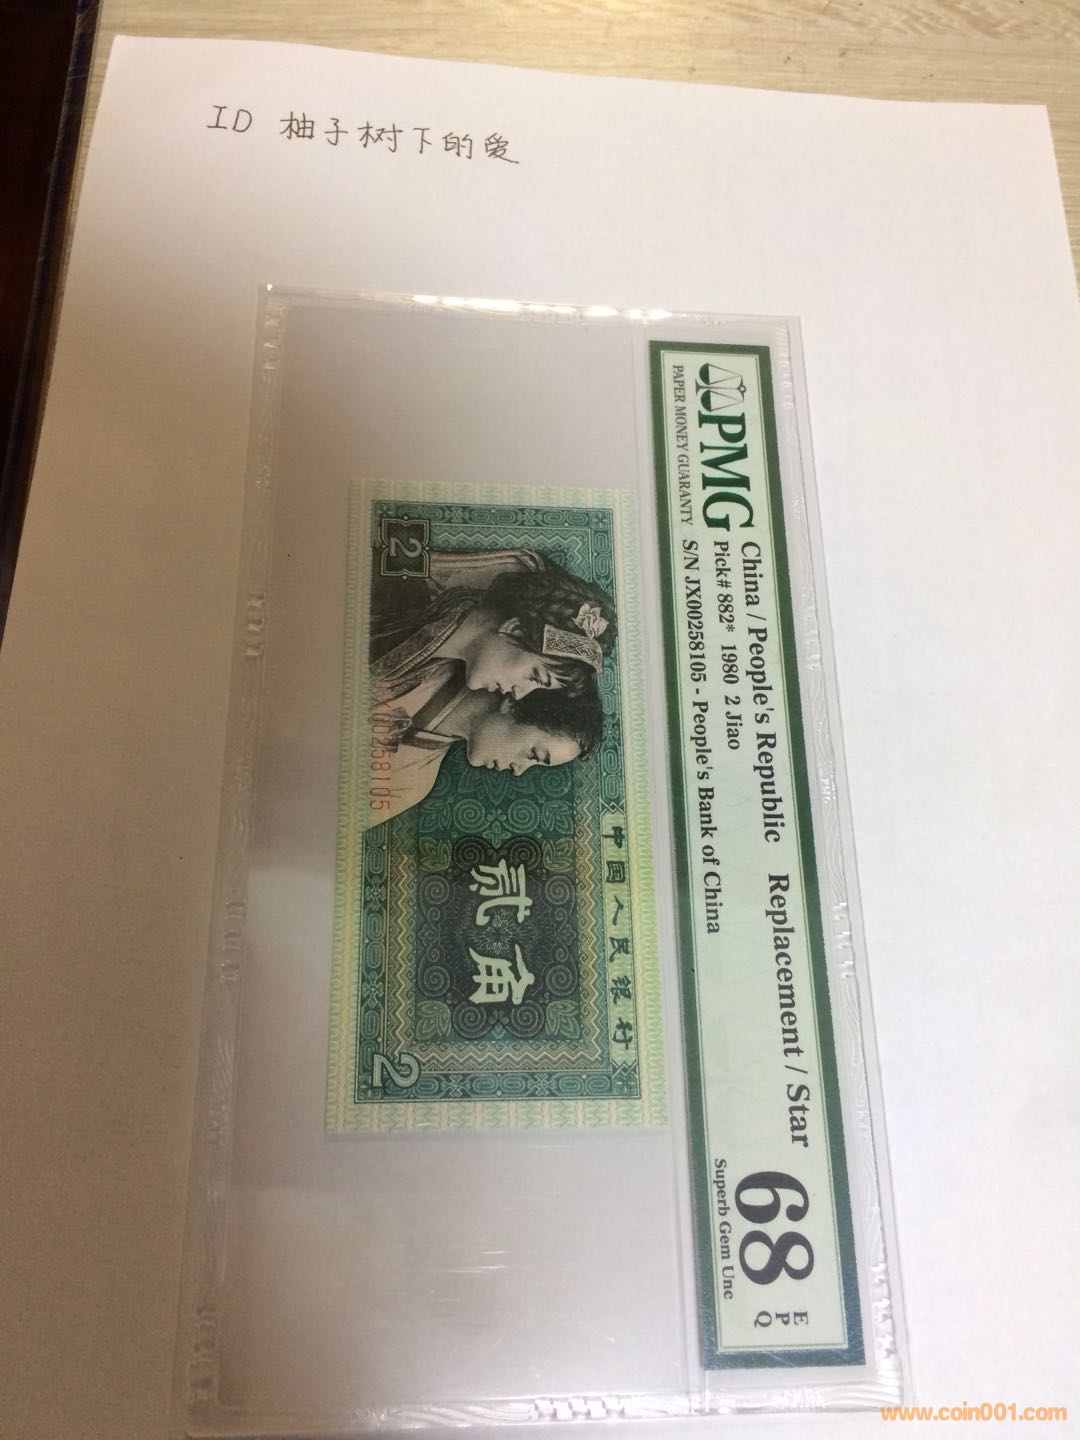 ID 柚子树下的爱
PMG
PAPER MONEY GUARANTY
China / People's Republic Replacement / Star
Pick# 882* 1980 2 Jiao
S/N JX00258105 - People's Bank of China
68 EPQ
Superb Gem Unc
中国人民银行
贰角
2
2
JX00258105
www.coin001.com